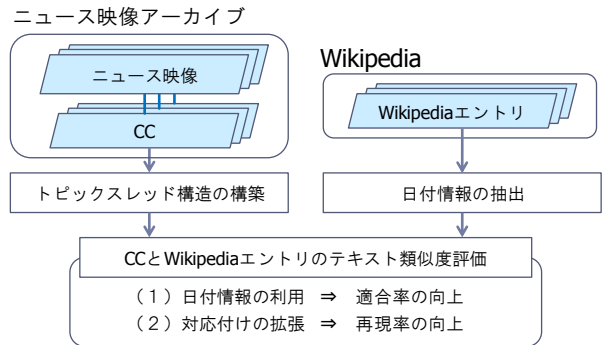 ニュース映像アーカイブ
ニュース映像
CC
Wikipedia
Wikipediaエントリ
トピックスレッド構造の構築
日付情報の抽出
CCとWikipediaエントリのテキスト類似度評価
（１）日付情報の利用 ⇒ 適合率の向上
（２）対応付けの拡張 ⇒ 再現率の向上